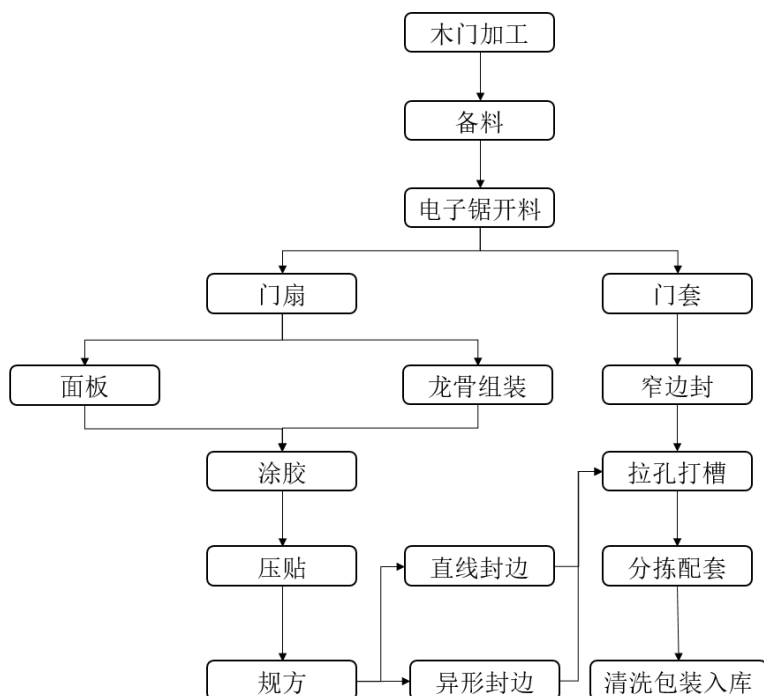 木门加工
备料
电子锯开料
门扇
门套
面板
龙骨组装
窄边封
涂胶
拉孔打槽
压贴
直线封边
分拣配套
规方
异形封边
清洗包装入库